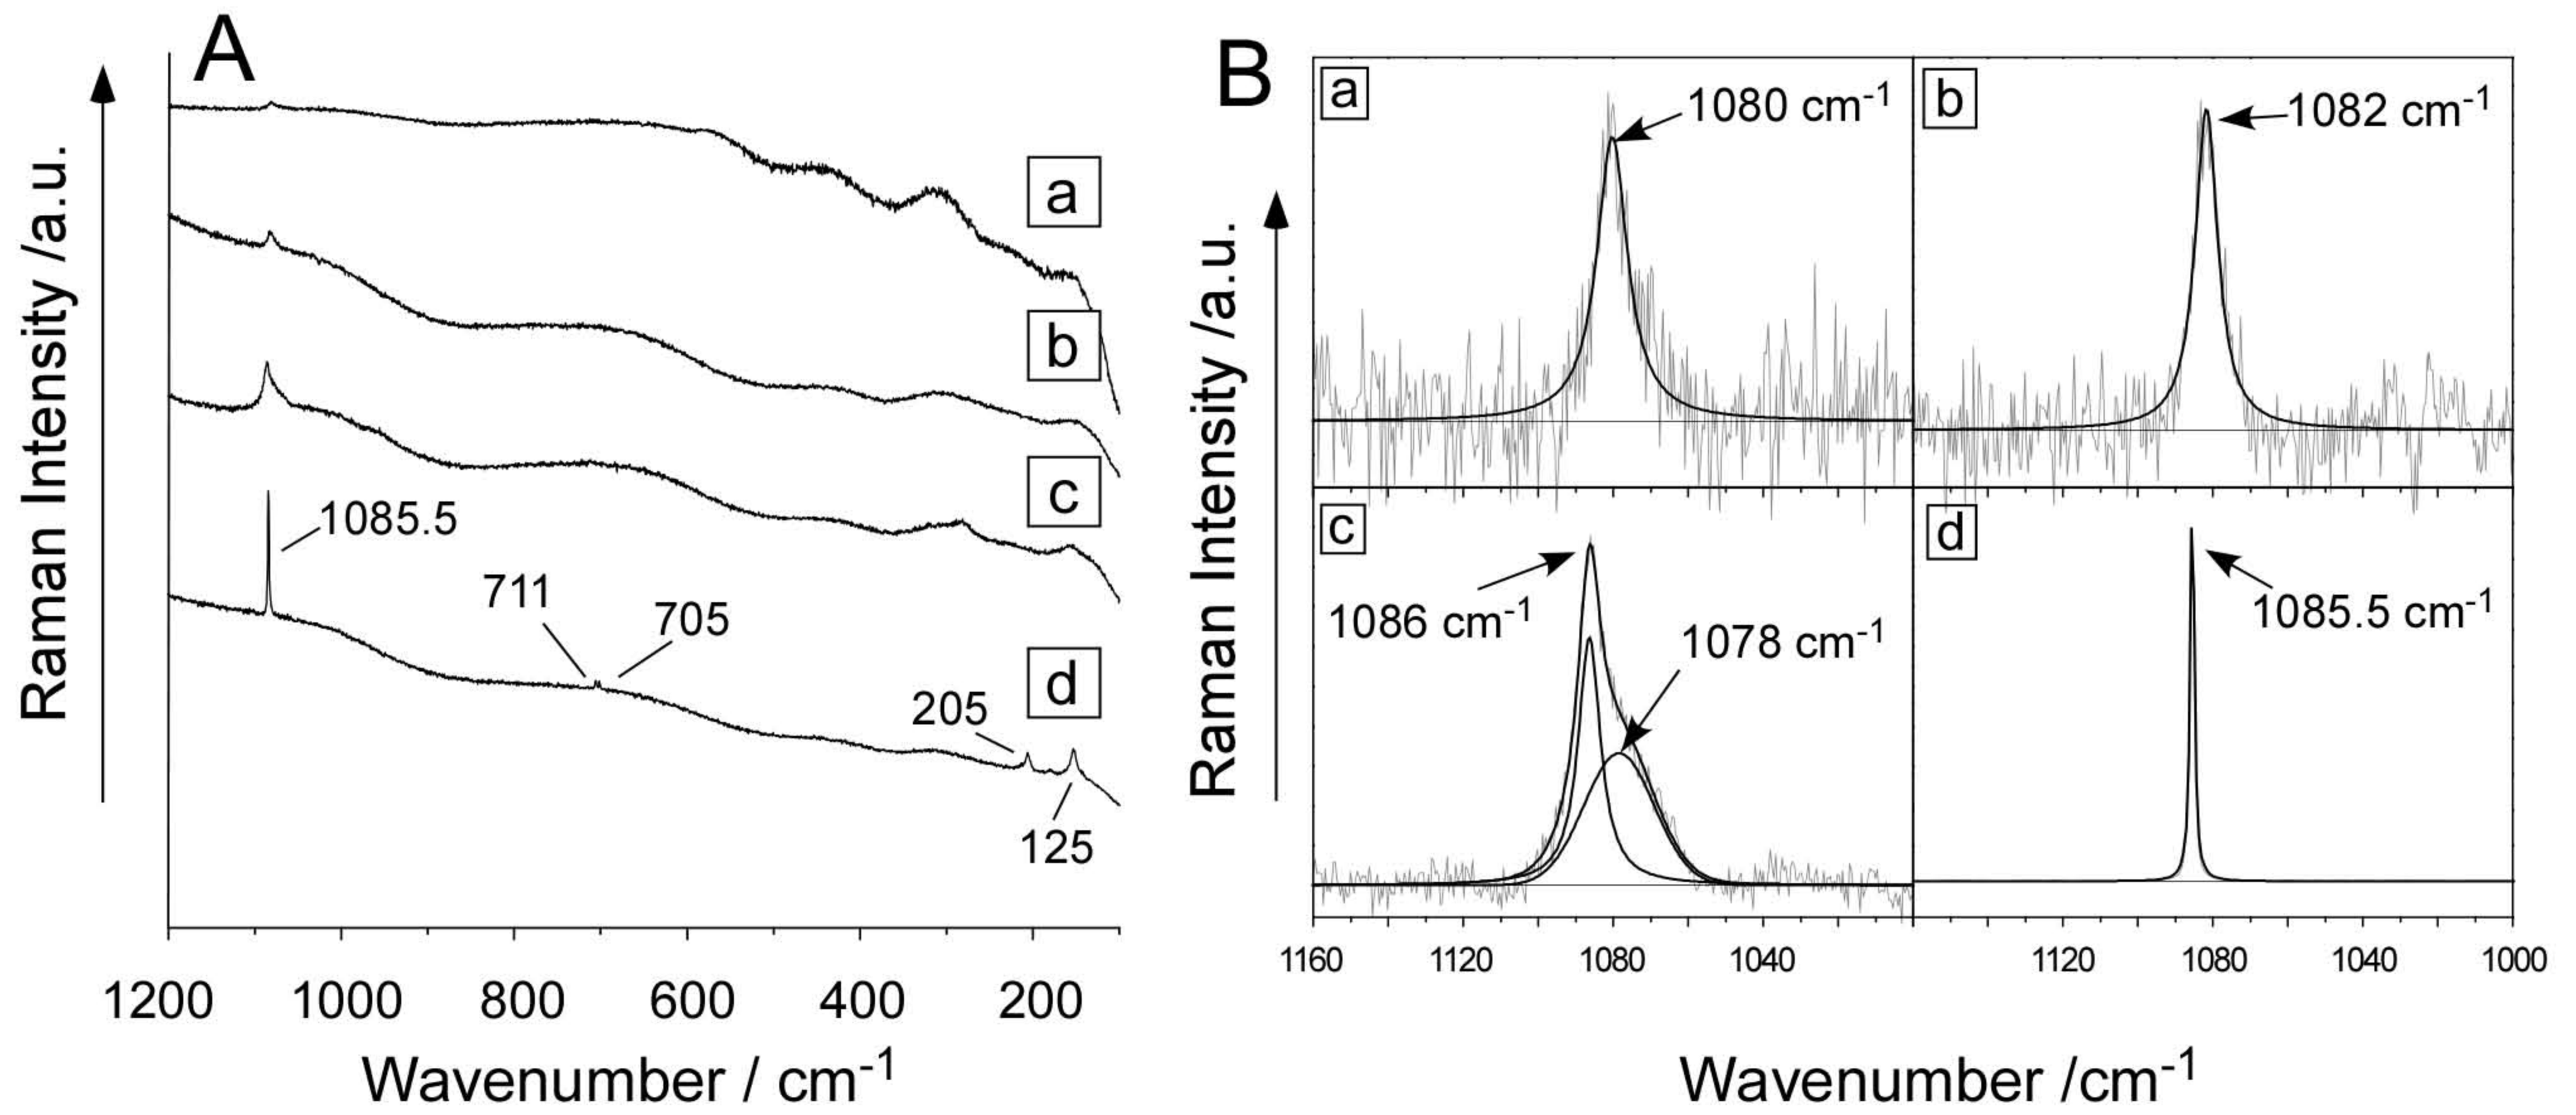 A
Raman Intensity /a.u.
a
b
c
d
1085.5
711
705
205
125
1200 1000 800 600 400 200
Wavenumber / cm-1
B
Raman Intensity /a.u.
a
1080 cm-1
b
1082 cm-1
c
1086 cm-1
1078 cm-1
d
1085.5 cm-1
1160 1120 1080 1040 1120 1080 1040 1000
Wavenumber /cm-1